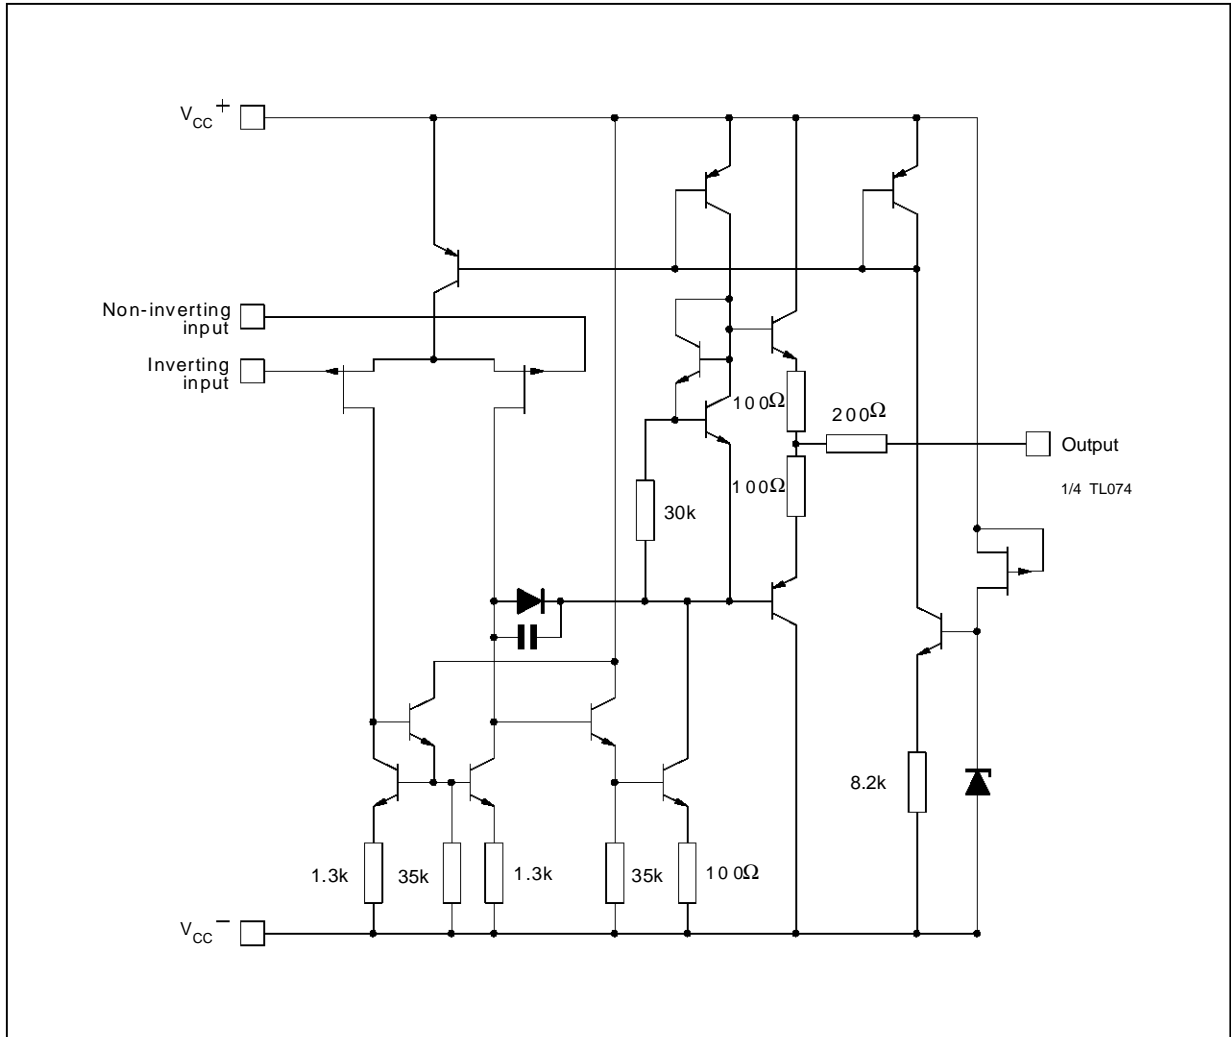 VCC+
Non-inverting
input
Inverting
input
100Ω
200Ω
Output
100Ω
1/4 TL074
30k
8.2k
1.3k
35k
1.3k
35k
100Ω
VCC−